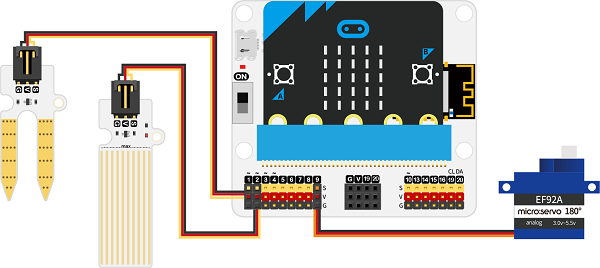 G V S
G V S
max
ON
A
B
1 2 3 4 5 6 7 8 9
S
V
G
G V 19 20
CL DA
10 13 14 15 16 19 20
S
V
G
EF92A
micro:servo 180°
analog 3.0v~5.5v